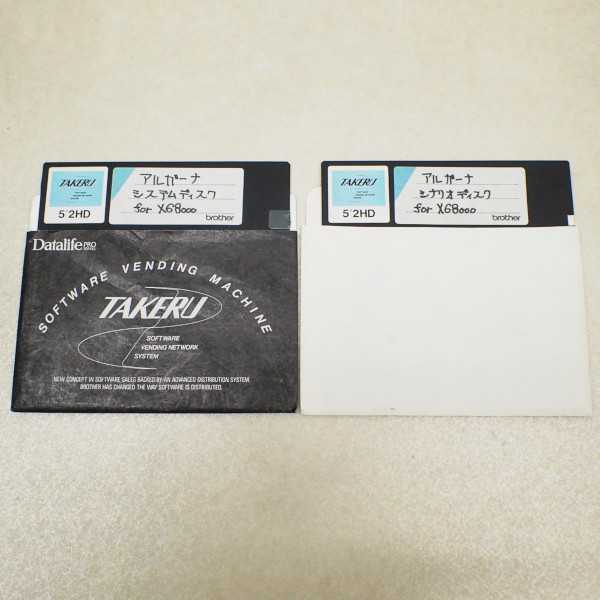 TAKERU
5"2HD
アルガーナ
システムディスク
for X68000
brother
Datalife PRO
SOFTWARE VENDING MACHINE
TAKERU
SOFTWARE
VENDING NETWORK
SYSTEM
NEW CONCEPT IN SOFTWARE SALES BACKED BY AN ADVANCED DISTRIBUTION SYSTEM.
BROTHER HAS CHANGED THE WAY SOFTWARE IS DISTRIBUTED.
TAKERU
5"2HD
アルガーナ
シナリオディスク
for X68000
brother